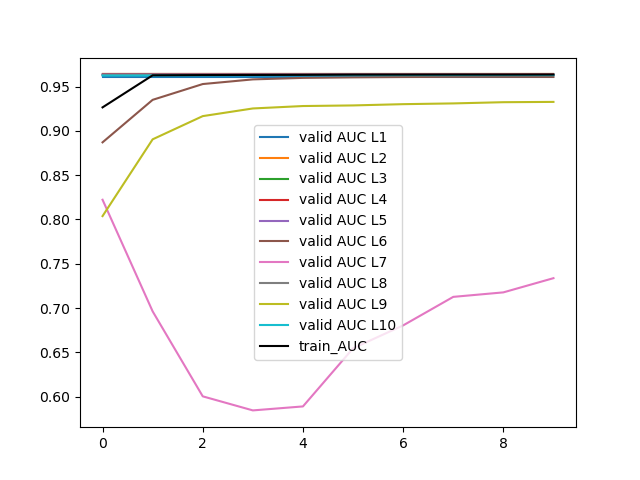 0.95
0.90
0.85
0.80
0.75
0.70
0.65
0.60
valid AUC L1
valid AUC L2
valid AUC L3
valid AUC L4
valid AUC L5
valid AUC L6
valid AUC L7
valid AUC L8
valid AUC L9
valid AUC L10
train_AUC
0 2 4 6 8